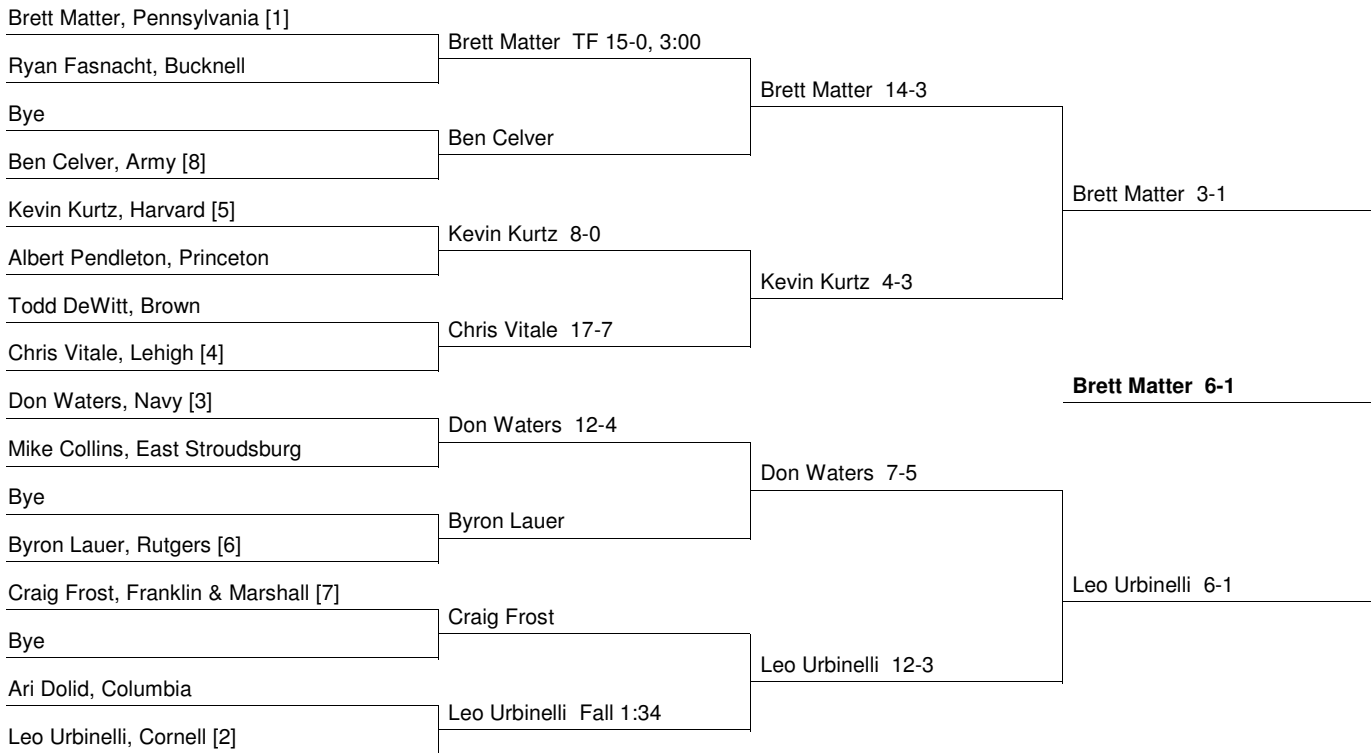 Brett Matter, Pennsylvania [1]
Ryan Fasnacht, Bucknell
Bye
Ben Celver, Army [8]
Kevin Kurtz, Harvard [5]
Albert Pendleton, Princeton
Todd DeWitt, Brown
Chris Vitale, Lehigh [4]
Don Waters, Navy [3]
Mike Collins, East Stroudsburg
Bye
Byron Lauer, Rutgers [6]
Craig Frost, Franklin & Marshall [7]
Bye
Ari Dolid, Columbia
Leo Urbinelli, Cornell [2]
Brett Matter TF 15-0, 3:00
Ben Celver
Kevin Kurtz 8-0
Chris Vitale 17-7
Don Waters 12-4
Byron Lauer
Craig Frost
Leo Urbinelli Fall 1:34
Brett Matter 14-3
Kevin Kurtz 4-3
Don Waters 7-5
Leo Urbinelli 12-3
Brett Matter 3-1
Leo Urbinelli 6-1
Brett Matter 6-1